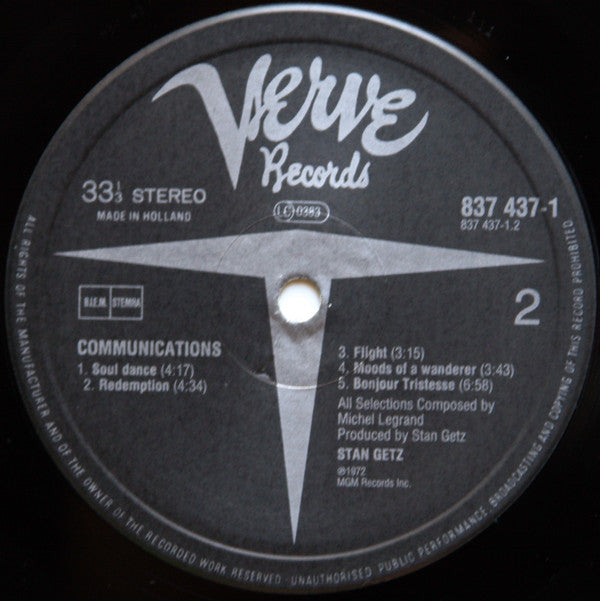 Verve
Records
33⅓ STEREO
MADE IN HOLLAND
LC 0383
837 437-1
837 437-1.2
B.I.E.M. STEMRA
2
COMMUNICATIONS
1. Soul dance (4:17)
2. Redemption (4:34)
3. Flight (3:15)
4. Moods of a wanderer (3:43)
5. Bonjour Tristesse (6:58)
All Selections Composed by
Michel Legrand
Produced by Stan Getz
STAN GETZ
℗1972
MGM Records Inc.
ALL RIGHTS OF THE MANUFACTURER AND OF THE OWNER OF THE RECORDED WORK RESERVED · UNAUTHORISED PUBLIC PERFORMANCE, BROADCASTING AND COPYING OF THIS RECORD PROHIBITED